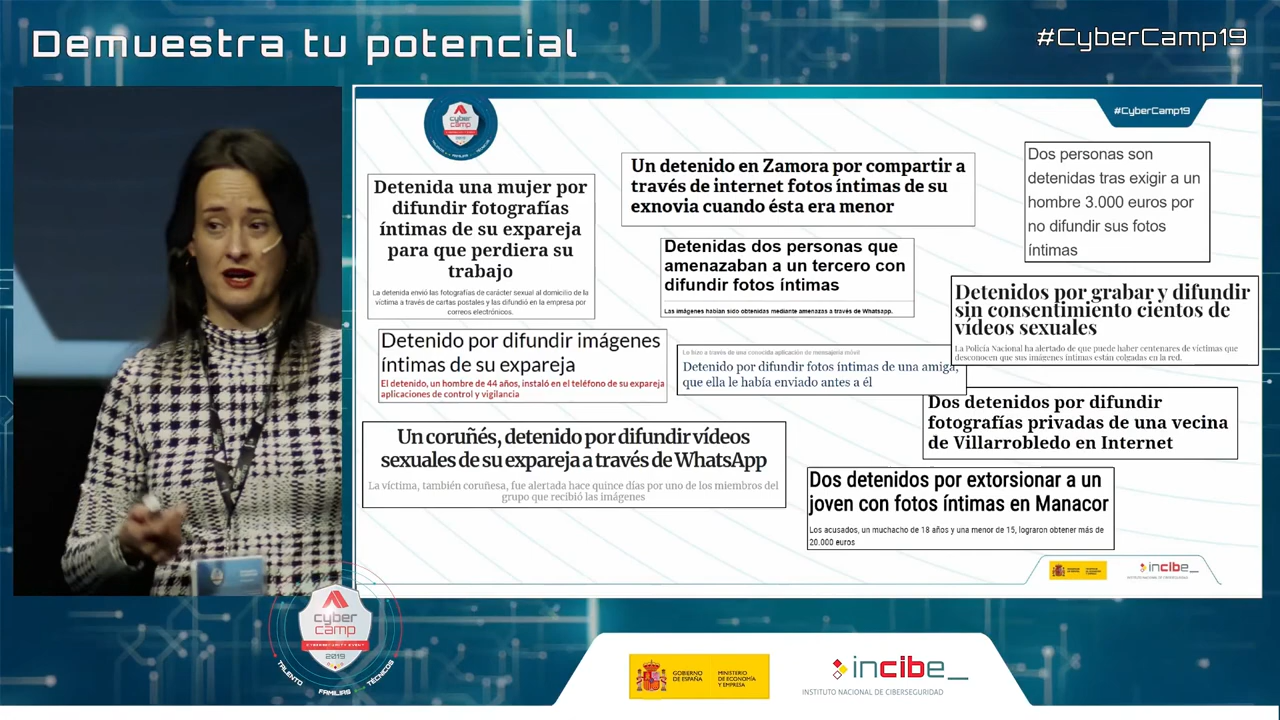 Demuestra tu potencial
#CyberCamp19
#CyberCamp19
cyber
camp
2019
Detenida una mujer por
difundir fotografías
íntimas de su expareja
para que perdiera su
trabajo
La detenida envió las fotografías de carácter sexual al domicilio de la
víctima a través de cartas postales y las difundió en la empresa por
correos electrónicos.
Un detenido en Zamora por compartir a
través de internet fotos íntimas de su
exnovia cuando ésta era menor
Dos personas son
detenidas tras exigir a un
hombre 3.000 euros por
no difundir sus fotos
íntimas
Detenidas dos personas que
amenazaban a un tercero con
difundir fotos íntimas
Las imágenes habían sido obtenidas mediante amenazas a través de Whatsapp.
Detenidos por grabar y difundir
sin consentimiento cientos de
vídeos sexuales
La Policía Nacional ha alertado de que puede haber centenares de víctimas que
desconocen que sus imágenes íntimas están colgadas en la red.
Detenido por difundir imágenes
íntimas de su expareja
El detenido, un hombre de 44 años, instaló en el teléfono de su expareja
aplicaciones de control y vigilancia
Lo hizo a través de una conocida aplicación de mensajería móvil
Detenido por difundir fotos íntimas de una amiga,
que ella le había enviado antes a él
Dos detenidos por difundir
fotografías privadas de una vecina
de Villarrobledo en Internet
Un coruñés, detenido por difundir vídeos
sexuales de su expareja a través de WhatsApp
La víctima, también coruñesa, fue alertada hace quince días por uno de los miembros del
grupo que recibió las imágenes
Dos detenidos por extorsionar a un
joven con fotos íntimas en Manacor
Los acusados, un muchacho de 18 años y una menor de 15, lograron obtener más de
20.000 euros
incibe_
INSTITUTO NACIONAL DE CIBERSEGURIDAD
cyber
camp
CYBERSECURITY EVENT
2019
TALENTO FAMILIAS TÉCNICOS
GOBIERNO
DE ESPAÑA
MINISTERIO
DE ECONOMÍA
Y EMPRESA
incibe_
INSTITUTO NACIONAL DE CIBERSEGURIDAD